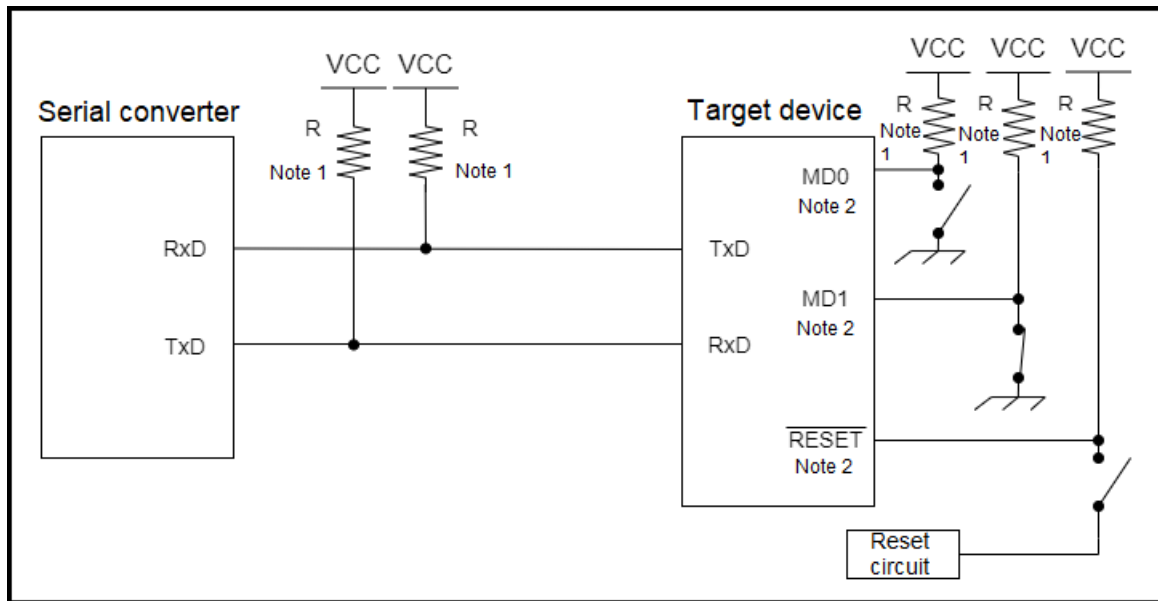 VCC VCC
VCC VCC VCC
Serial converter
Target device
R
Note 1
R
Note 1
R
Note
1
R
Note
1
R
Note
1
MD0
Note 2
RxD
TxD
MD1
Note 2
TxD
RxD
RESET
Note 2
Reset
circuit